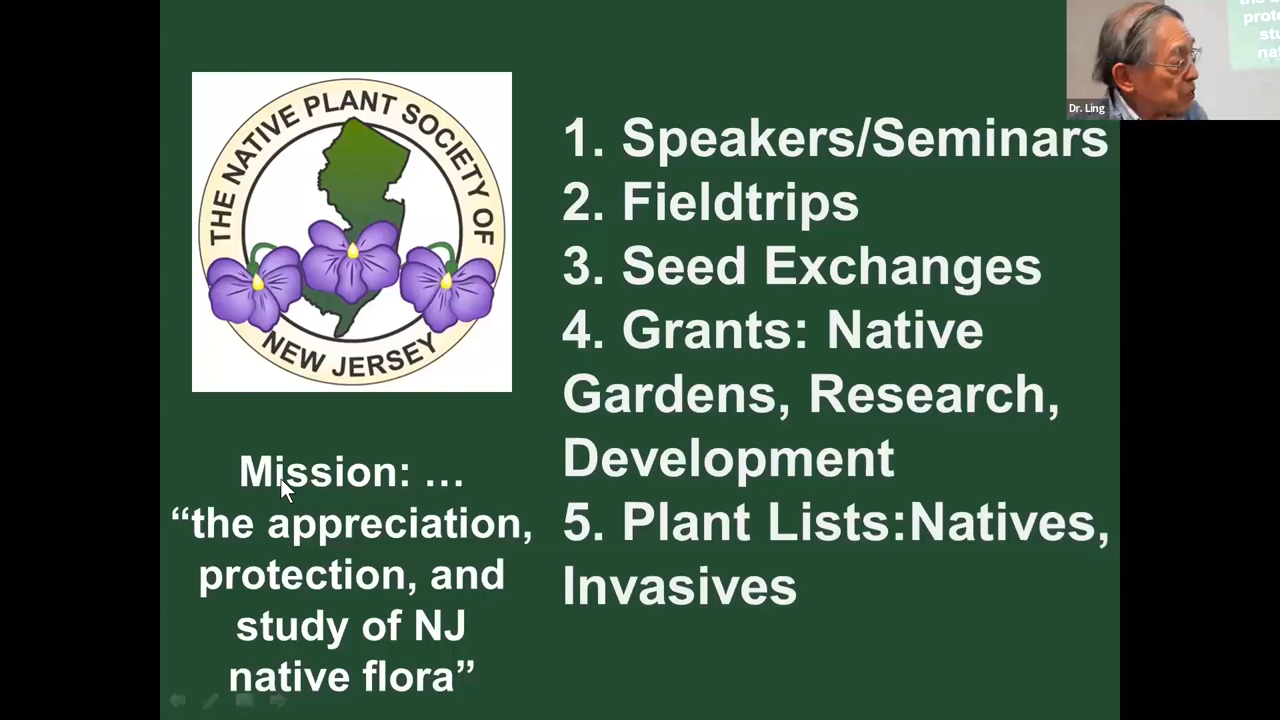 THE NATIVE PLANT SOCIETY OF
NEW JERSEY
Mission: …
“the appreciation,
protection, and
study of NJ
native flora”
1. Speakers/Seminars
2. Fieldtrips
3. Seed Exchanges
4. Grants: Native
Gardens, Research,
Development
5. Plant Lists:Natives,
Invasives
Dr. Ling